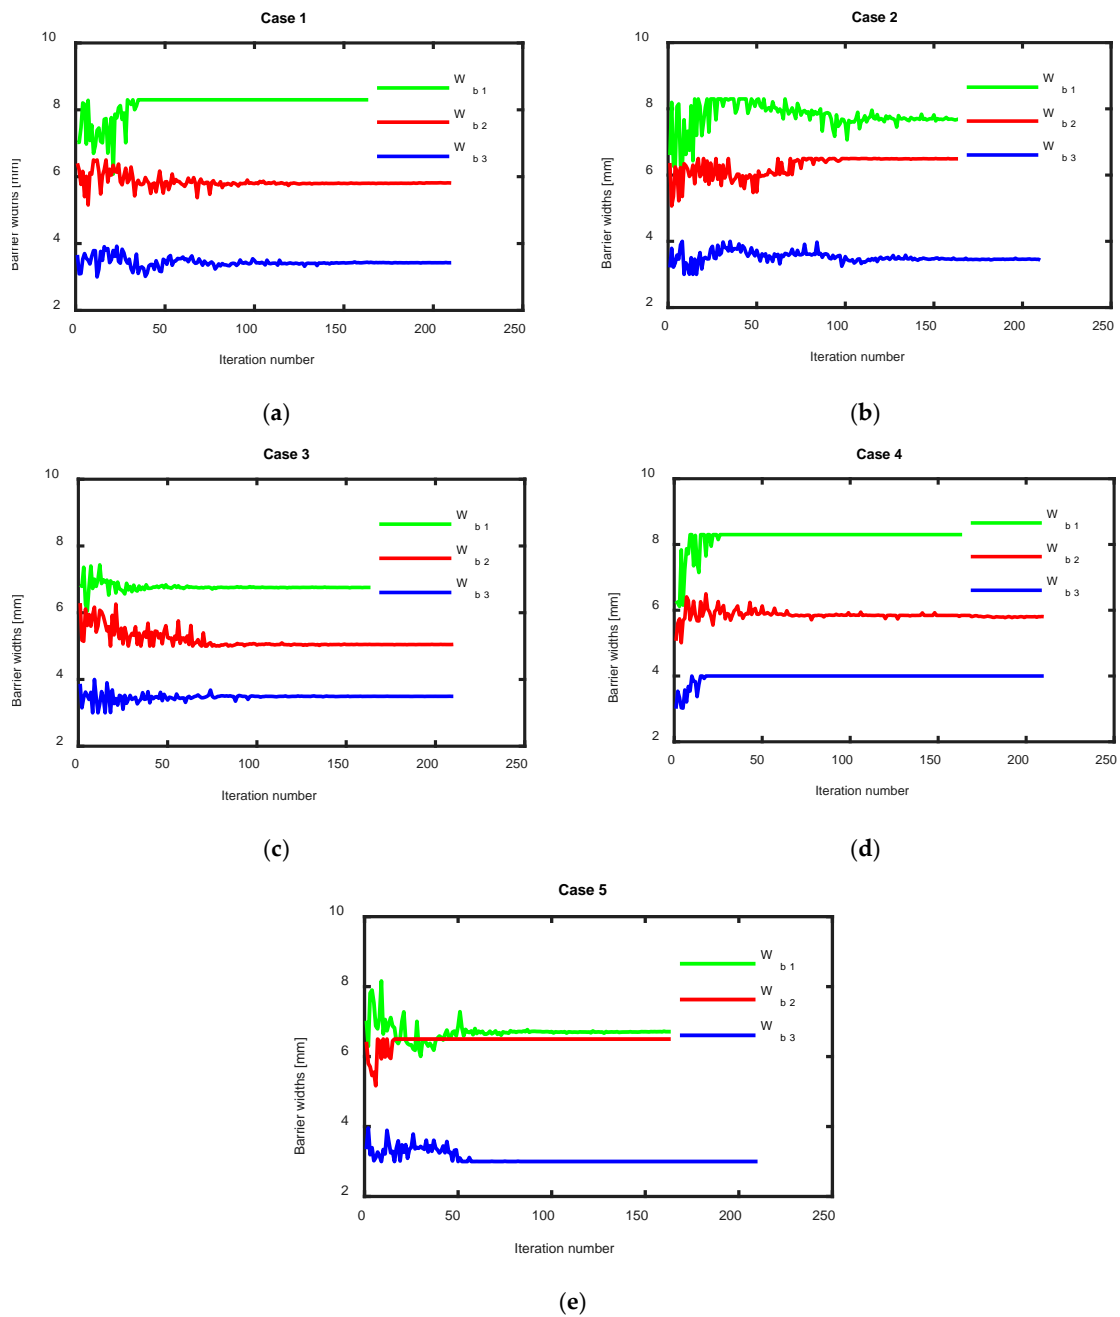 Case 1
10
8
6
4
2
Barrier widths [mm]
W b 1
W b 2
W b 3
0 50 100 150 200 250
Iteration number
(a)
Case 2
10
8
6
4
2
Barrier widths [mm]
W b 1
W b 2
W b 3
0 50 100 150 200 250
Iteration number
(b)
Case 3
10
8
6
4
2
Barrier widths [mm]
W b 1
W b 2
W b 3
0 50 100 150 200 250
Iteration number
(c)
Case 4
10
8
6
4
2
Barrier widths [mm]
W b 1
W b 2
W b 3
0 50 100 150 200 250
Iteration number
(d)
Case 5
10
8
6
4
2
Barrier widths [mm]
W b 1
W b 2
W b 3
0 50 100 150 200 250
Iteration number
(e)